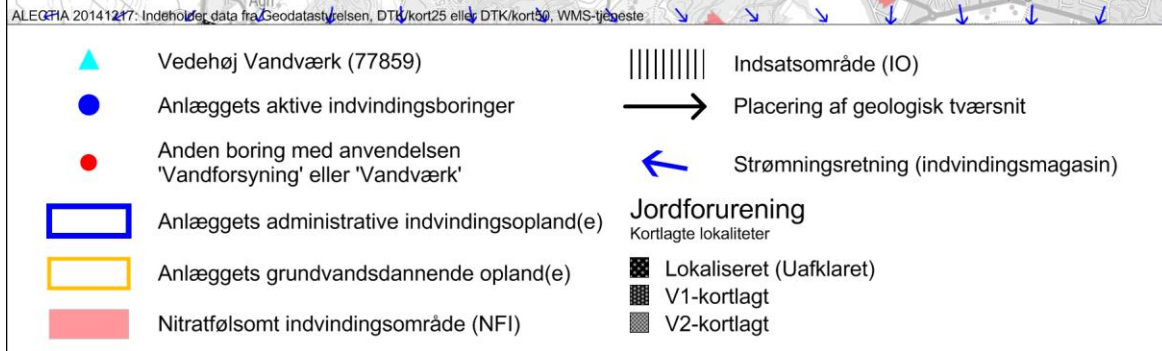 ALECTIA 20141217: Indeholder data fra Geodatastyrelsen, DTK/kort25 eller DTK/kort50, WMS-tjeneste
Vedehøj Vandværk (77859)
Anlæggets aktive indvindingsboringer
Anden boring med anvendelsen
'Vandforsyning' eller 'Vandværk'
Anlæggets administrative indvindingsopland(e)
Anlæggets grundvandsdannende opland(e)
Nitratfølsomt indvindingsområde (NFI)
Indsatsområde (IO)
Placering af geologisk tværsnit
Strømningsretning (indvindingsmagasin)
Jordforurening
Kortlagte lokaliteter
Lokaliseret (Uafklaret)
V1-kortlagt
V2-kortlagt